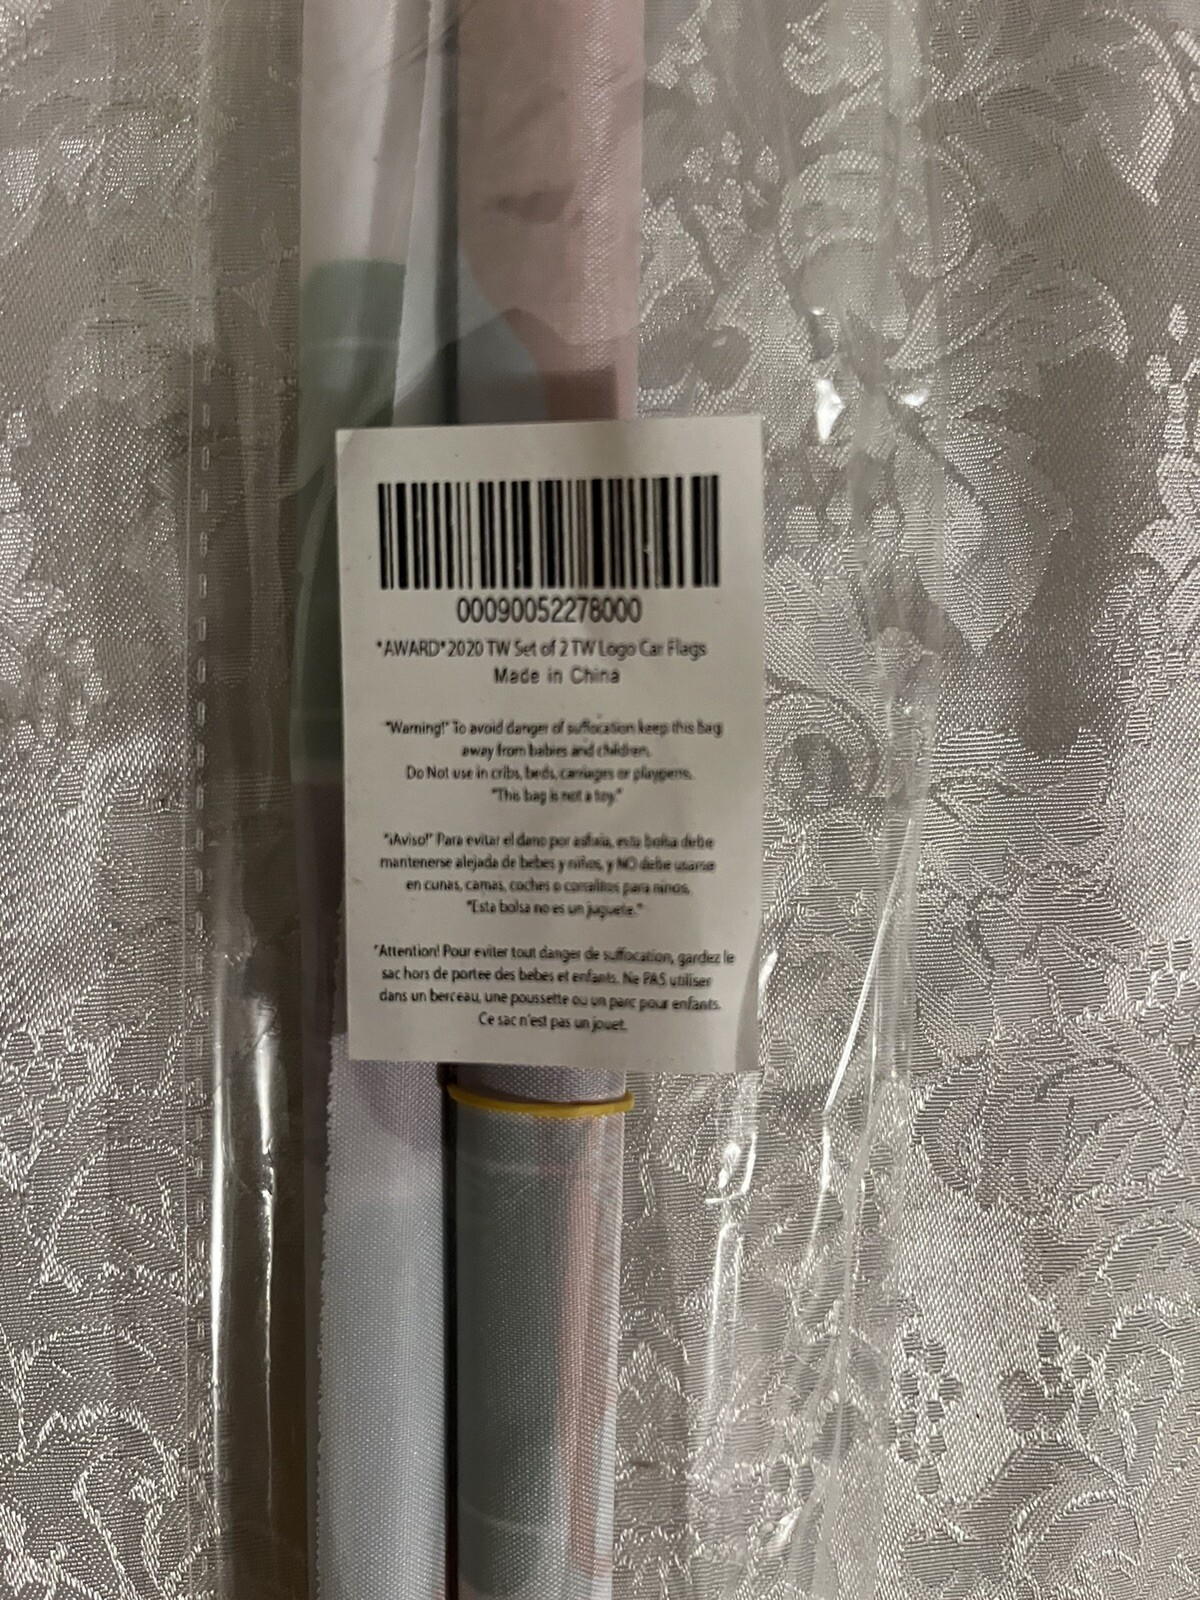 00090052278000
*AWARD*2020 TW Set of 2 TW Logo Car Flags
Made in China
"Warning!" To avoid danger of suffocation keep this bag
away from babies and children.
Do Not use in cribs, beds, carriages or playpens.
"This bag is not a toy."
"¡Aviso!" Para evitar el dano por asfixia, esta bolsa debe
mantenerse alejada de bebes y niños, y NO debe usarse
en cunas, camas, coches o corralitos para ninos.
"Esta bolsa no es un juguete."
"Attention! Pour eviter tout danger de suffocation, gardez le
sac hors de portee des bebes et enfants. Ne PAS utiliser
dans un berceau, une poussette ou un parc pour enfants.
Ce sac n'est pas un jouet.